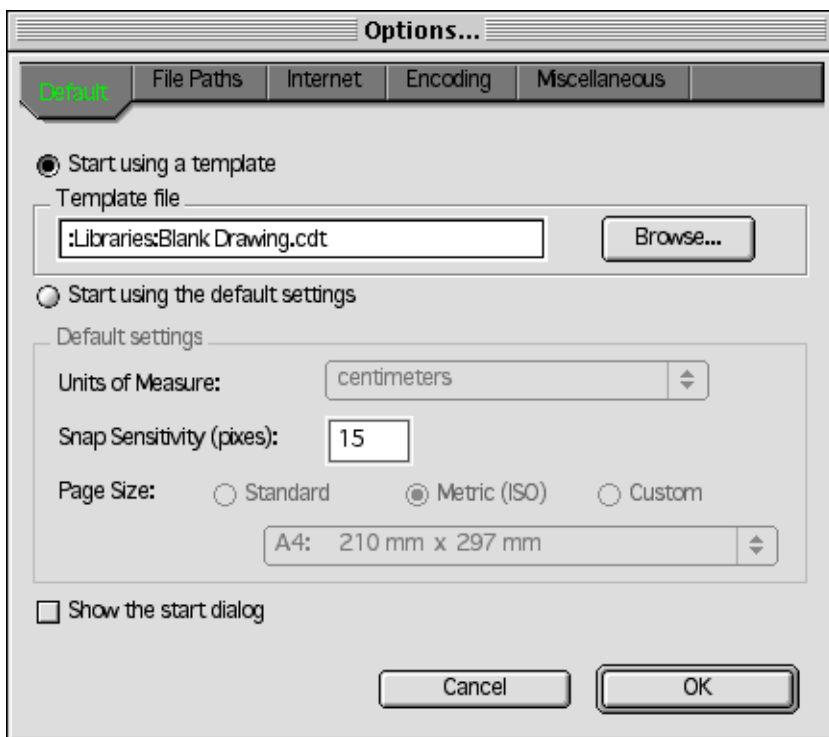 Options...
Default File Paths Internet Encoding Miscellaneous
Start using a template
Template file
:Libraries:Blank Drawing.cdt Browse...
Start using the default settings
Default settings
Units of Measure: centimeters
Snap Sensitivity (pixes): 15
Page Size: Standard Metric (ISO) Custom
A4: 210 mm x 297 mm
Show the start dialog
Cancel OK